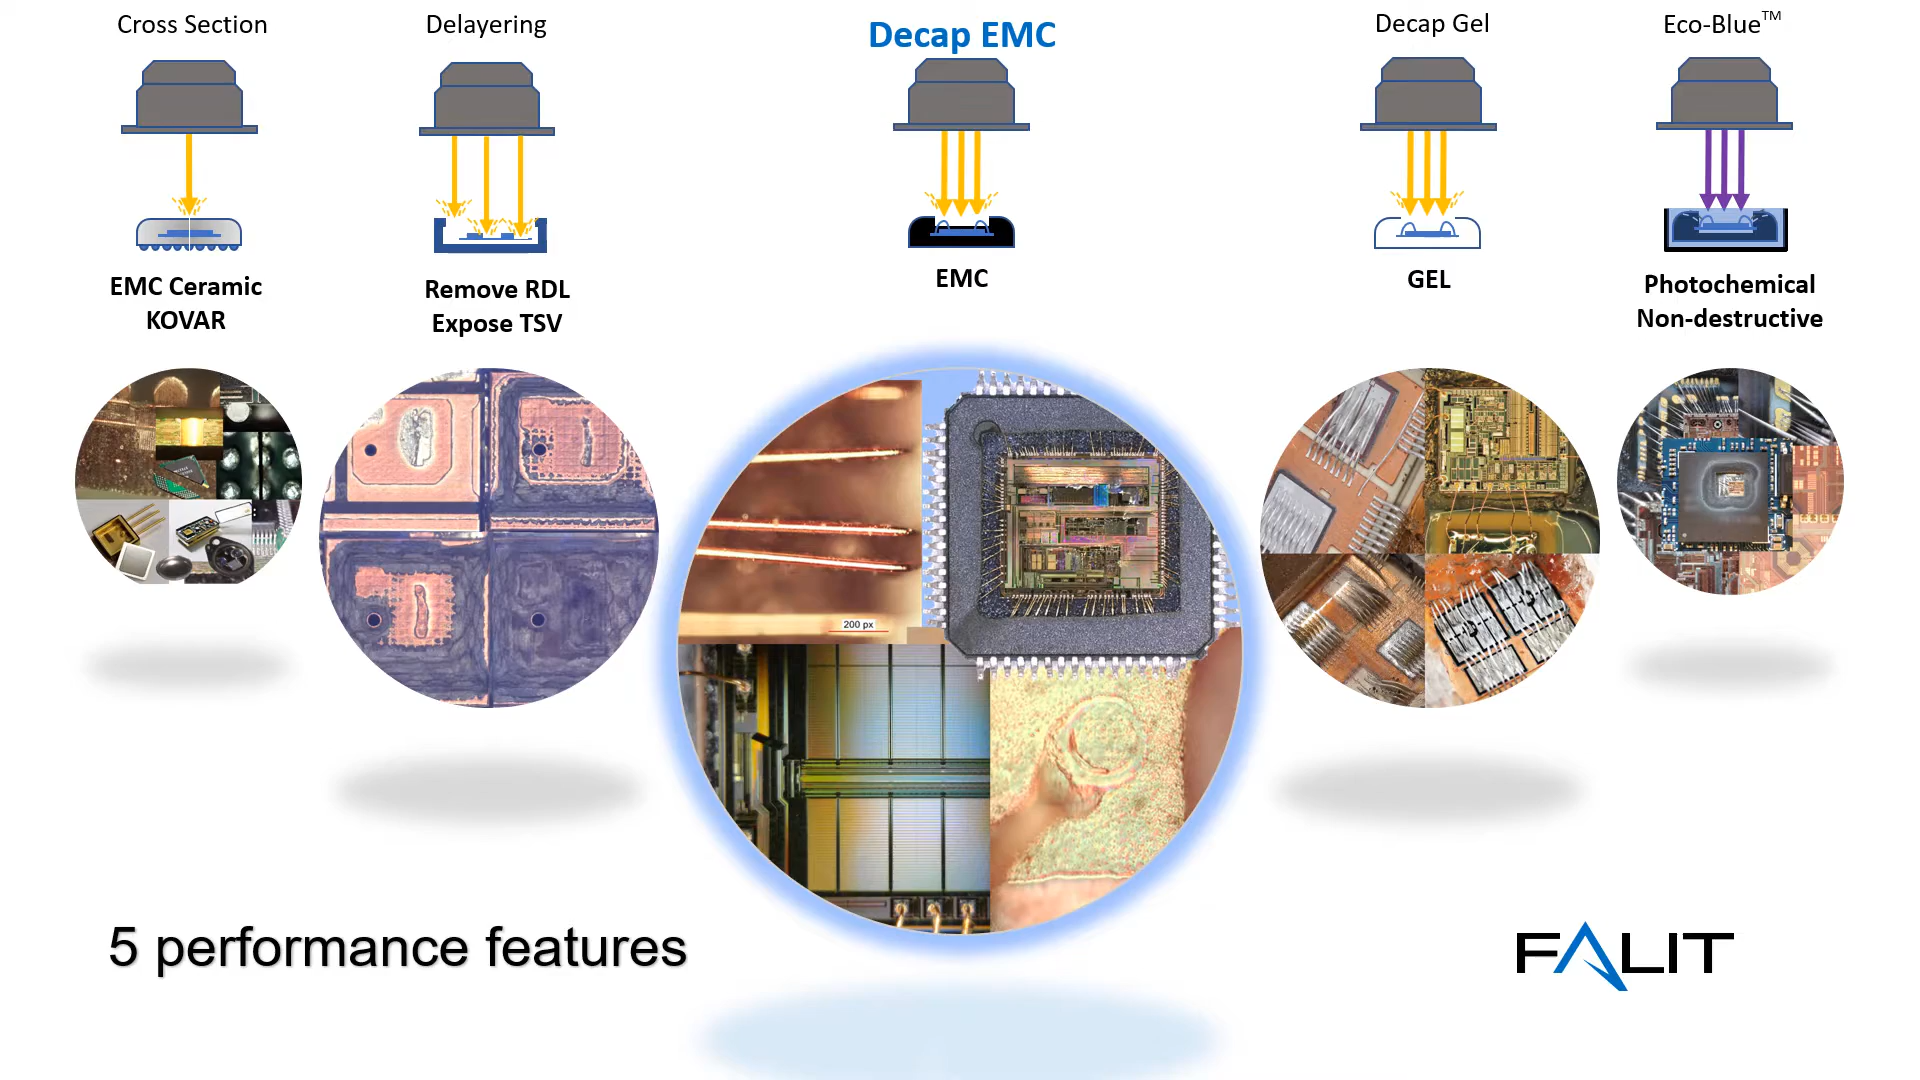 Cross Section
Delayering
Decap EMC
Decap Gel
Eco-Blue™
EMC Ceramic
KOVAR
Remove RDL
Expose TSV
EMC
GEL
Photochemical
Non-destructive
200 px
5 performance features
FALIT